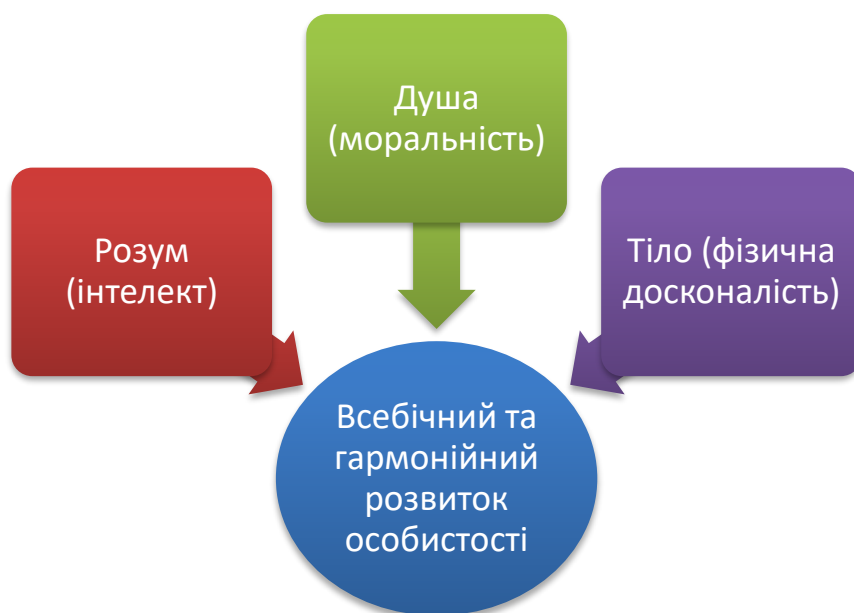 Душа
(моральність)
Розум
(інтелект)
Тіло (фізична
досконалість)
Всебічний та
гармонійний
розвиток
особистості